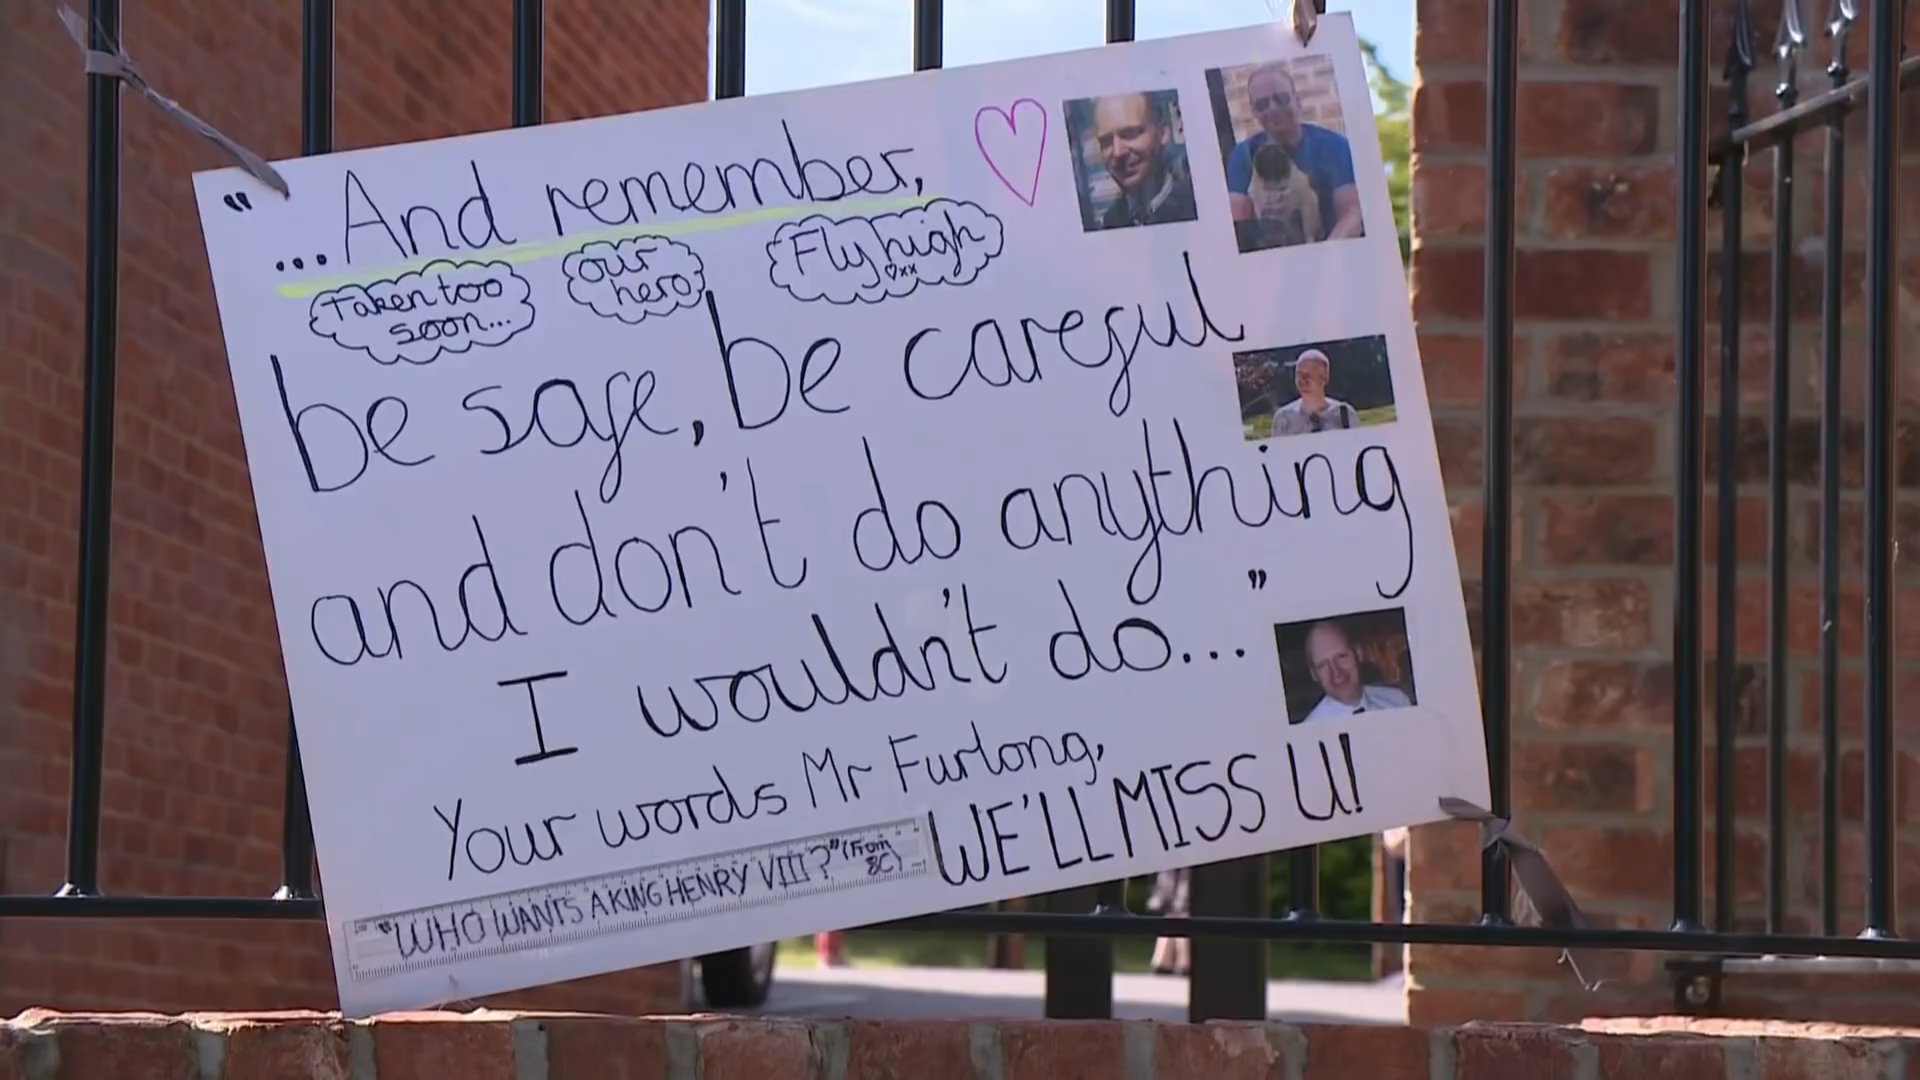 "...And remember,
Taken too
soon...
our
hero
Fly high
♡xx
be safe, be careful
and don't do anything
I wouldn't do..."
Your words Mr Furlong,
WE'LL MISS U!
"WHO WANTS A KING HENRY VIII?" (From
8C)